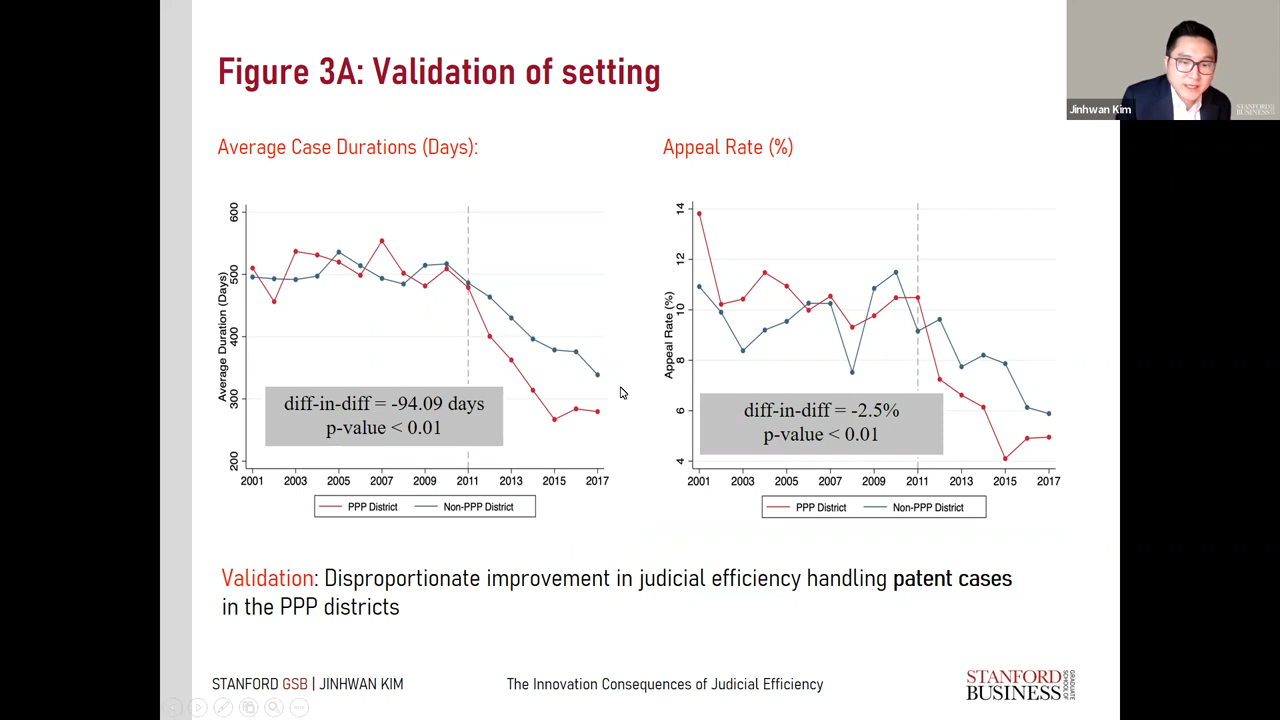 Figure 3A: Validation of setting
Jinhwan Kim
STANFORD
BUSINESS
Average Case Durations (Days):
Appeal Rate (%)
Average Duration (Days)
600
500
400
300
200
diff-in-diff = -94.09 days
p-value < 0.01
2001 2003 2005 2007 2009 2011 2013 2015 2017
PPP District Non-PPP District
Appeal Rate (%)
14
12
10
8
6
4
diff-in-diff = -2.5%
p-value < 0.01
2001 2003 2005 2007 2009 2011 2013 2015 2017
PPP District Non-PPP District
Validation: Disproportionate improvement in judicial efficiency handling patent cases
in the PPP districts
STANFORD GSB | JINHWAN KIM
The Innovation Consequences of Judicial Efficiency
STANFORD
BUSINESS
GRADUATE
SCHOOL OF